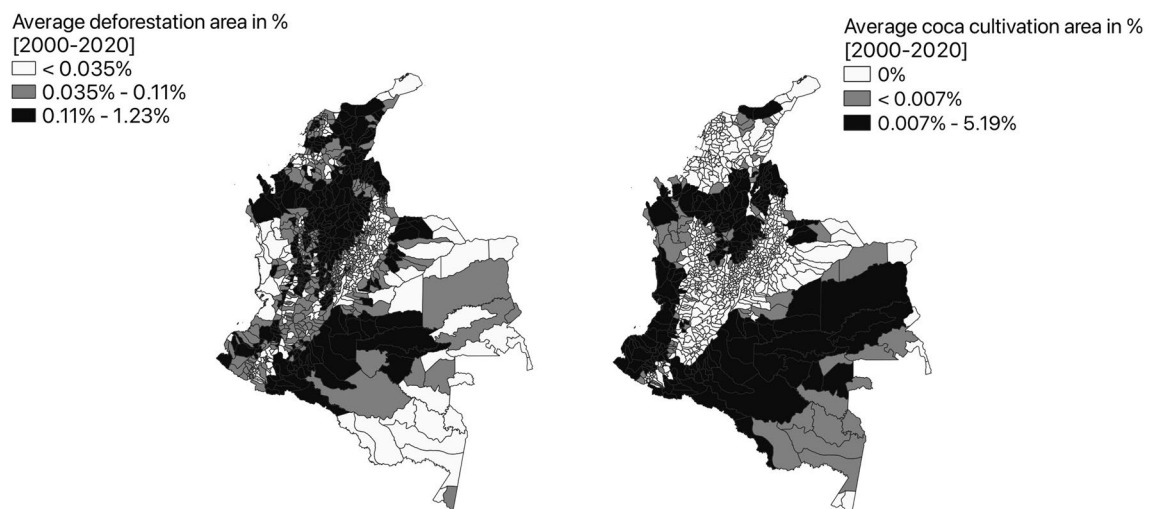 Average deforestation area in %
[2000-2020]
< 0.035%
0.035% - 0.11%
0.11% - 1.23%
Average coca cultivation area in %
[2000-2020]
0%
< 0.007%
0.007% - 5.19%